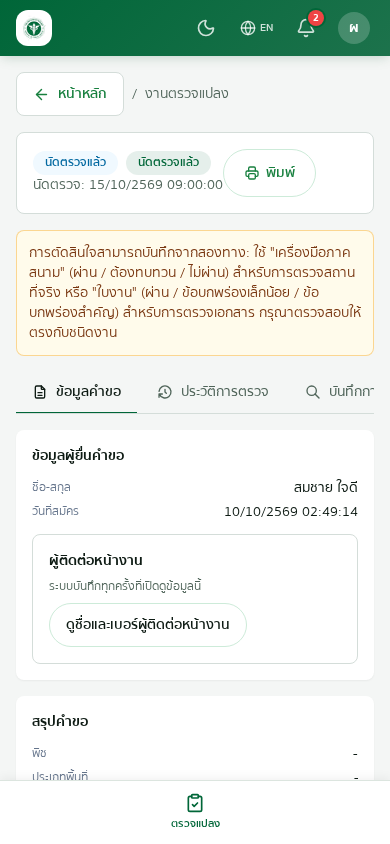 EN
2
ผ
หน้าหลัก / งานตรวจแปลง
นัดตรวจแล้ว นัดตรวจแล้ว
นัดตรวจ: 15/10/2569 09:00:00
พิมพ์
การตัดสินใจสามารถบันทึกจากสองทาง: ใช้ "เครื่องมือภาค
สนาม" (ผ่าน / ต้องทบทวน / ไม่ผ่าน) สำหรับการตรวจสถาน
ที่จริง หรือ "ใบงาน" (ผ่าน / ข้อบกพร่องเล็กน้อย / ข้อ
บกพร่องสำคัญ) สำหรับการตรวจเอกสาร กรุณาตรวจสอบให้
ตรงกับชนิดงาน
ข้อมูลคำขอ ประวัติการตรวจ บันทึกกา
ข้อมูลผู้ยื่นคำขอ
ชื่อ-สกุล สมชาย ใจดี
วันที่สมัคร 10/10/2569 02:49:14
ผู้ติดต่อหน้างาน
ระบบบันทึกทุกครั้งที่เปิดดูข้อมูลนี้
ดูชื่อและเบอร์ผู้ติดต่อหน้างาน
สรุปคำขอ
พืช -
ประเภทพื้นที่ -
ตรวจแปลง